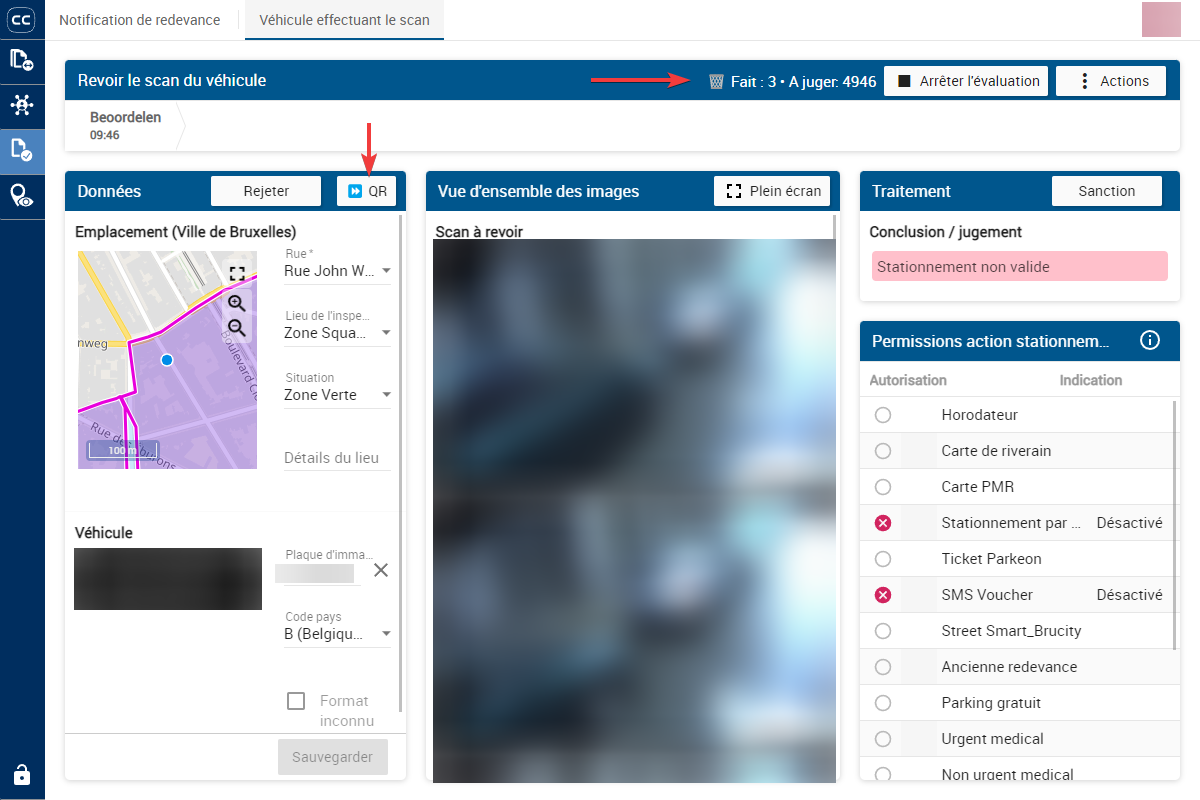 CC
Notification de redevance
Véhicule effectuant le scan
Revoir le scan du véhicule
Fait : 3 • A juger: 4946
Arrêter l'évaluation
Actions
Beoordelen
09:46
Données
Rejeter
QR
Emplacement (Ville de Bruxelles)
nweg
Boulevard C
Rue des Eburons
100 m
Rue *
Rue John W...
Lieu de l'inspe...
Zone Squa...
Situation
Zone Verte
Détails du lieu
Véhicule
Plaque d'imma...
Code pays
B (Belgiqu...
Format
inconnu
Sauvegarder
Vue d'ensemble des images
Plein écran
Scan à revoir
Traitement
Sanction
Conclusion / jugement
Stationnement non valide
Permissions action stationnem...
Autorisation Indication
Horodateur
Carte de riverain
Carte PMR
Stationnement par ... Désactivé
Ticket Parkeon
SMS Voucher Désactivé
Street Smart_Brucity
Ancienne redevance
Parking gratuit
Urgent medical
Non urgent medical